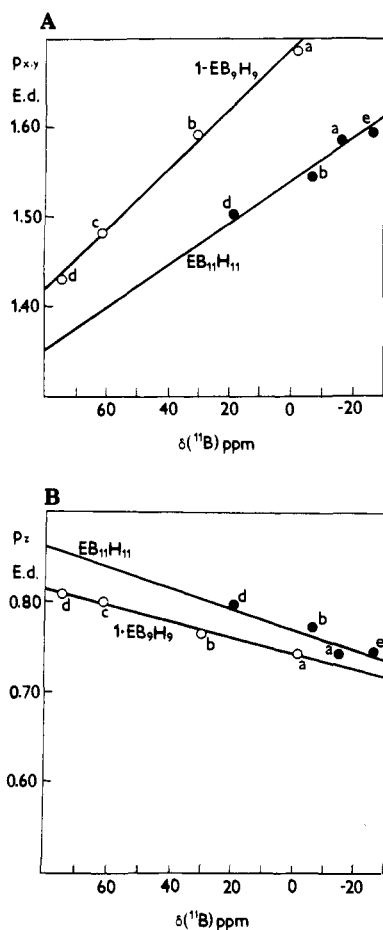 A
p x,y
E.d.
1-EB₉H₉
a
b
c
d
EB₁₁H₁₁
d
b
a
e
1.60
1.50
1.40
60 40 20 0 -20
δ(¹¹B) ppm
B
p z
E.d.
EB₁₁H₁₁
d
b
a
e
1·EB₉H₉
d
c
b
a
0.80
0.70
0.60
60 40 20 0 -20
δ(¹¹B) ppm